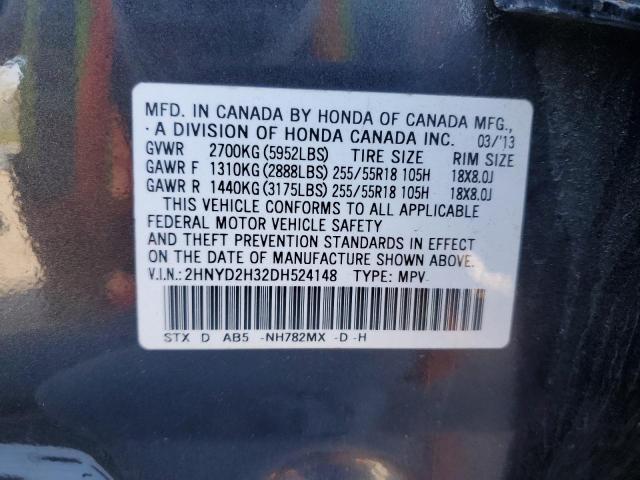 MFD. IN CANADA BY HONDA OF CANADA MFG.,
A DIVISION OF HONDA CANADA INC. 03/'13
GVWR 2700KG (5952LBS) TIRE SIZE RIM SIZE
GAWR F 1310KG (2888LBS) 255/55R18 105H 18X8.0J
GAWR R 1440KG (3175LBS) 255/55R18 105H 18X8.0J
THIS VEHICLE CONFORMS TO ALL APPLICABLE
FEDERAL MOTOR VEHICLE SAFETY
AND THEFT PREVENTION STANDARDS IN EFFECT
ON THE DATE OF MANUFACTURE SHOWN ABOVE.
V.I.N.: 2HNYD2H32DH524148 TYPE: MPV
STX D AB5 -NH782MX -D-H